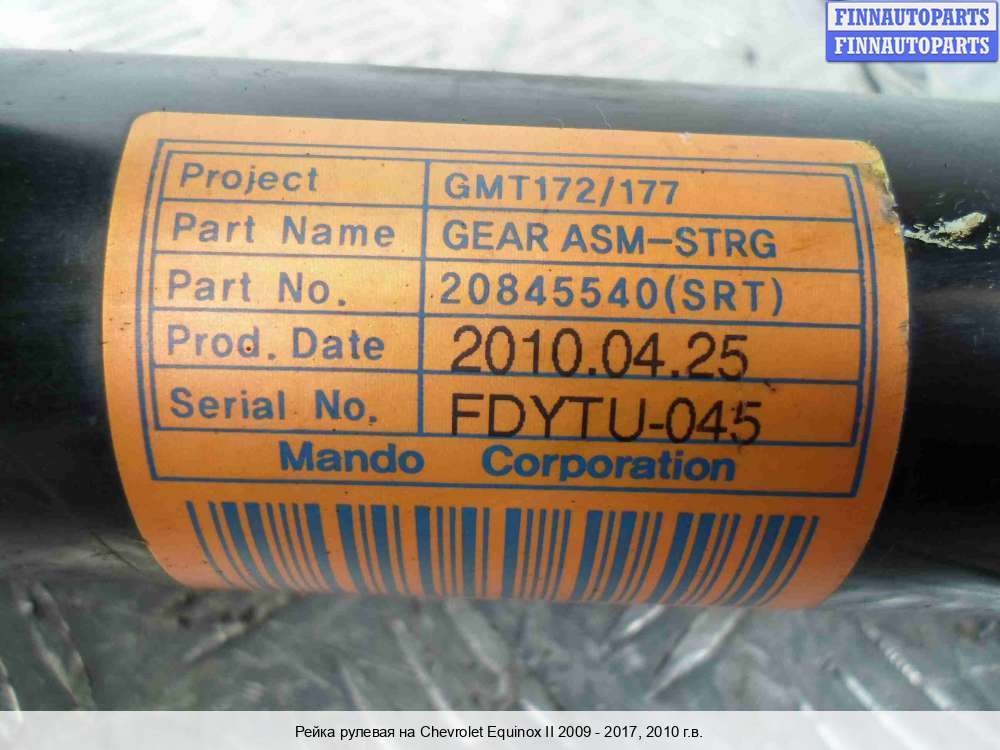 FINNAUTOPARTS
FINNAUTOPARTS
Project GMT172/177
Part Name GEAR ASM-STRG
Part No. 20845540(SRT)
Prod. Date 2010.04.25
Serial No. FDYTU-045
Mando Corporation
Рейка рулевая на Chevrolet Equinox II 2009 - 2017, 2010 г.в.